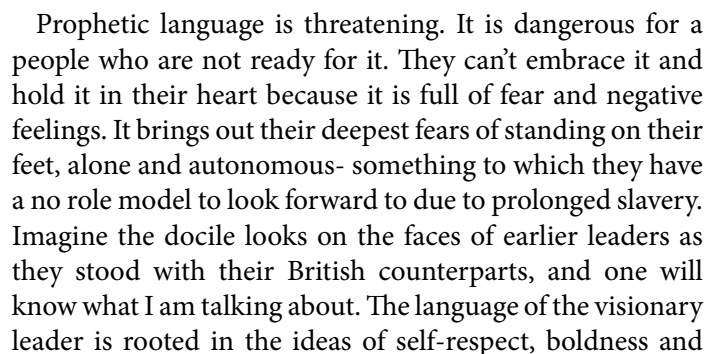 Prophetic language is threatening. It is dangerous for a
people who are not ready for it. They can’t embrace it and
hold it in their heart because it is full of fear and negative
feelings. It brings out their deepest fears of standing on their
feet, alone and autonomous- something to which they have
a no role model to look forward to due to prolonged slavery.
Imagine the docile looks on the faces of earlier leaders as
they stood with their British counterparts, and one will
know what I am talking about. The language of the visionary
leader is rooted in the ideas of self-respect, boldness and